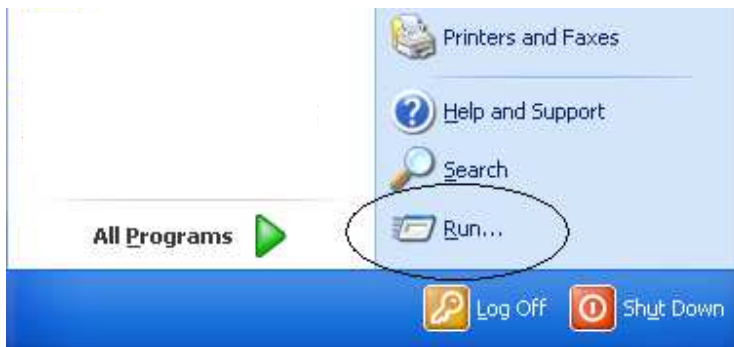 Printers and Faxes
Help and Support
Search
Run...
All Programs
Log Off
Shut Down